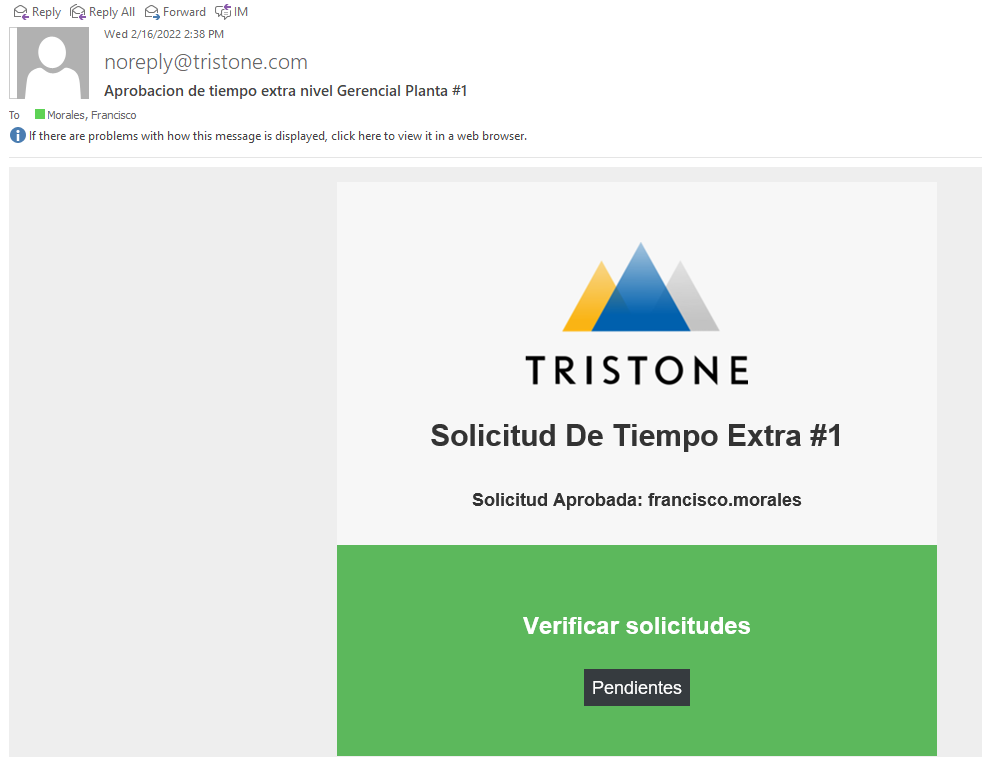 Reply Reply All Forward IM
Wed 2/16/2022 2:38 PM
noreply@tristone.com
Aprobacion de tiempo extra nivel Gerencial Planta #1
To Morales, Francisco
If there are problems with how this message is displayed, click here to view it in a web browser.
TRISTONE
Solicitud De Tiempo Extra #1
Solicitud Aprobada: francisco.morales
Verificar solicitudes
Pendientes